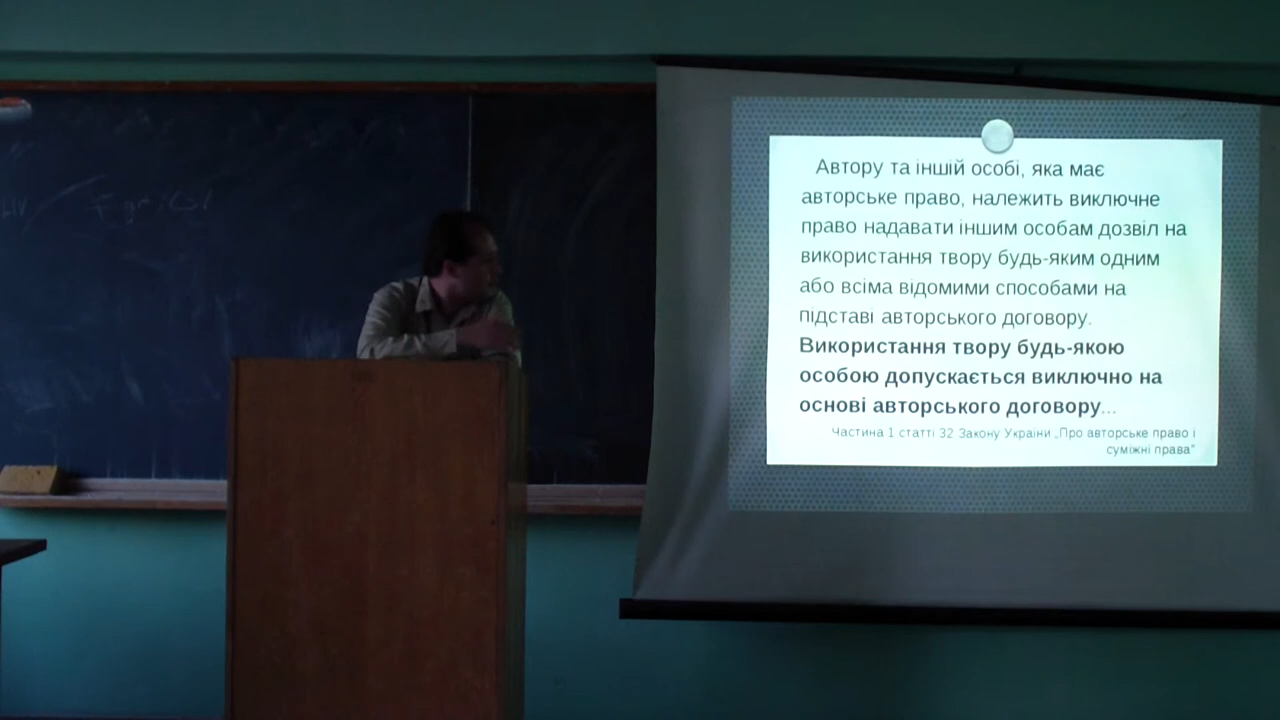 Автору та іншій особі, яка має
авторське право, належить виключне
право надавати іншим особам дозвіл на
використання твору будь-яким одним
або всіма відомими способами на
підставі авторського договору.
Використання твору будь-якою
особою допускається виключно на
основі авторського договору...
Частина 1 статті 32 Закону України „Про авторське право і
суміжні права"